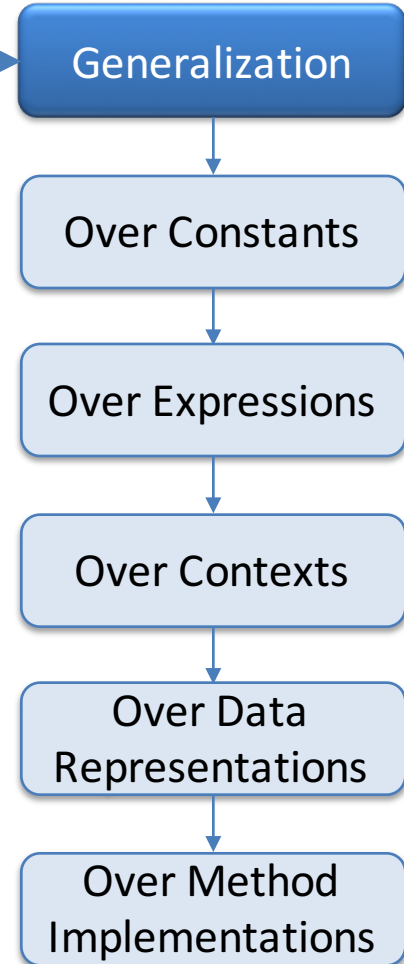 Generalization
Over Constants
Over Expressions
Over Contexts
Over Data
Representations
Over Method
Implementations